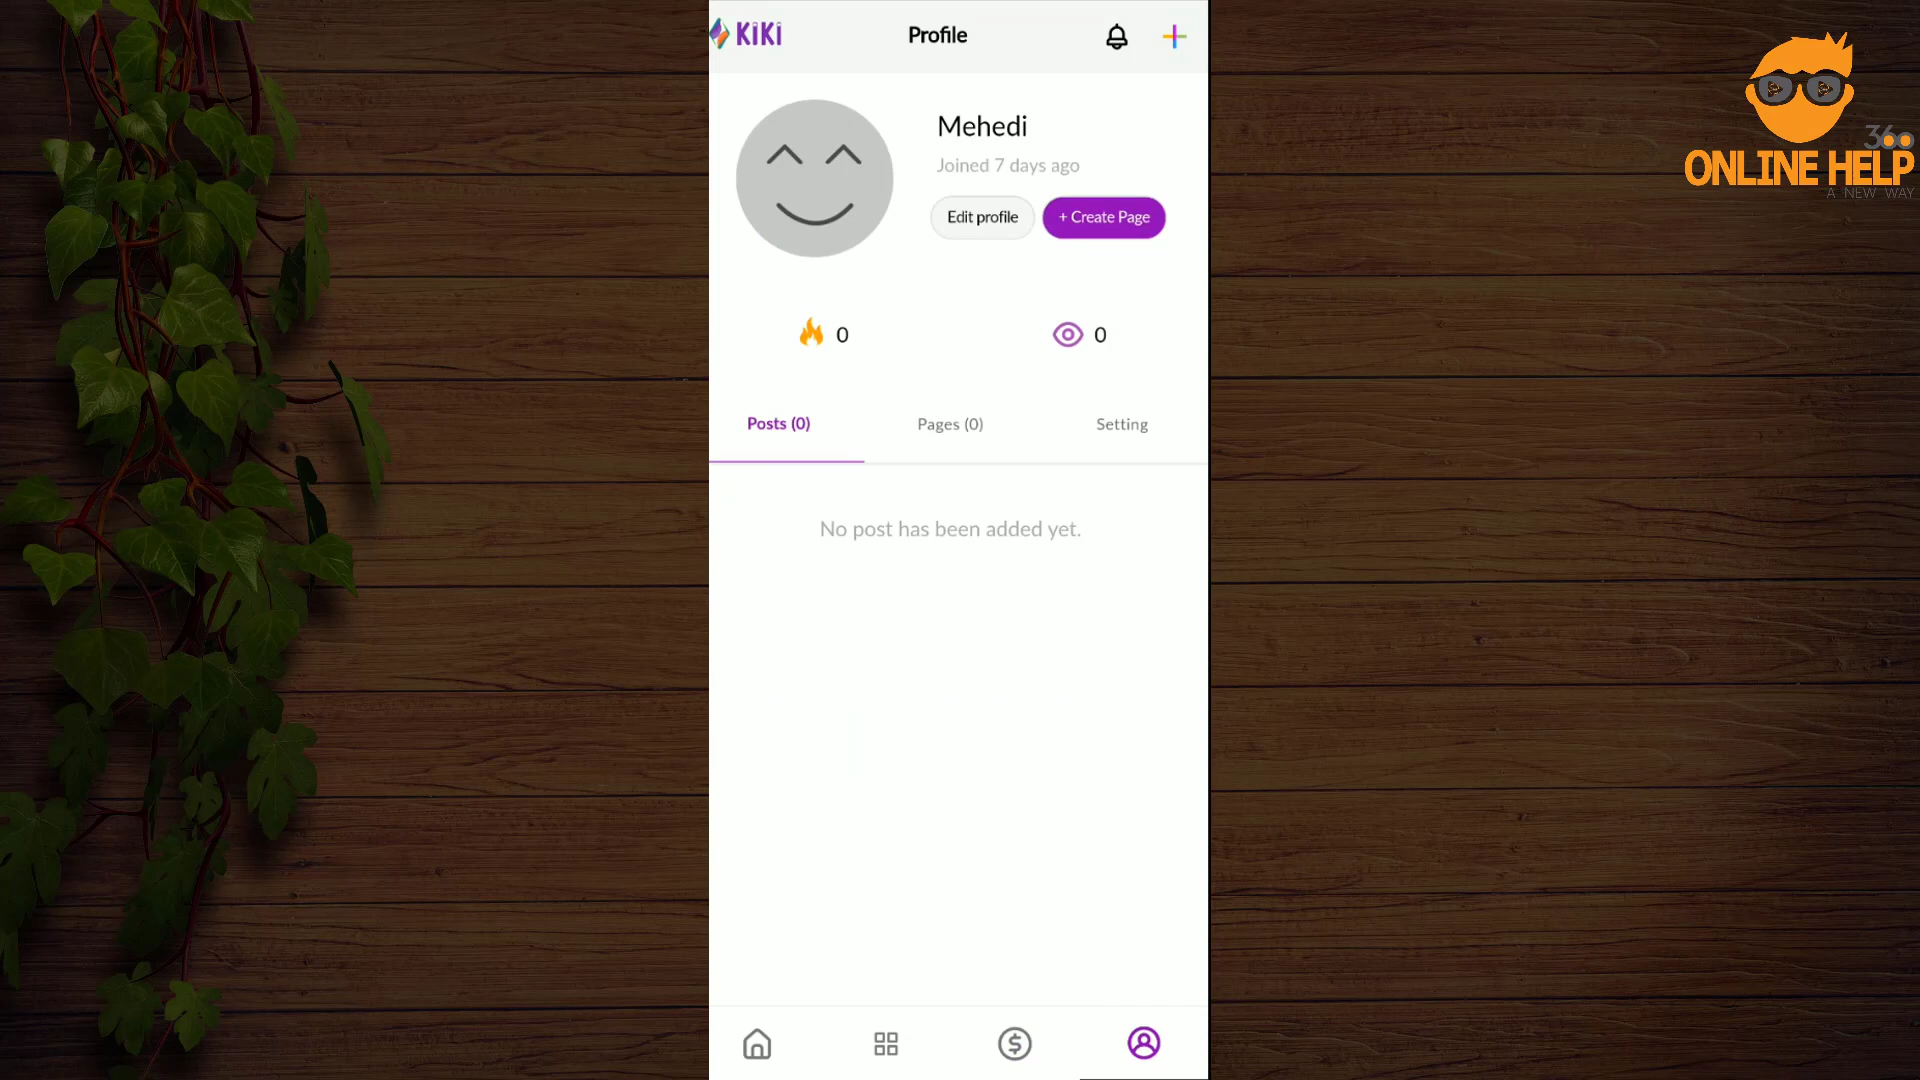 KiKi
Profile
Mehedi
Joined 7 days ago
Edit profile
+ Create Page
0
0
Posts (0)
Pages (0)
Setting
No post has been added yet.
360
ONLINE HELP
A NEW WAY